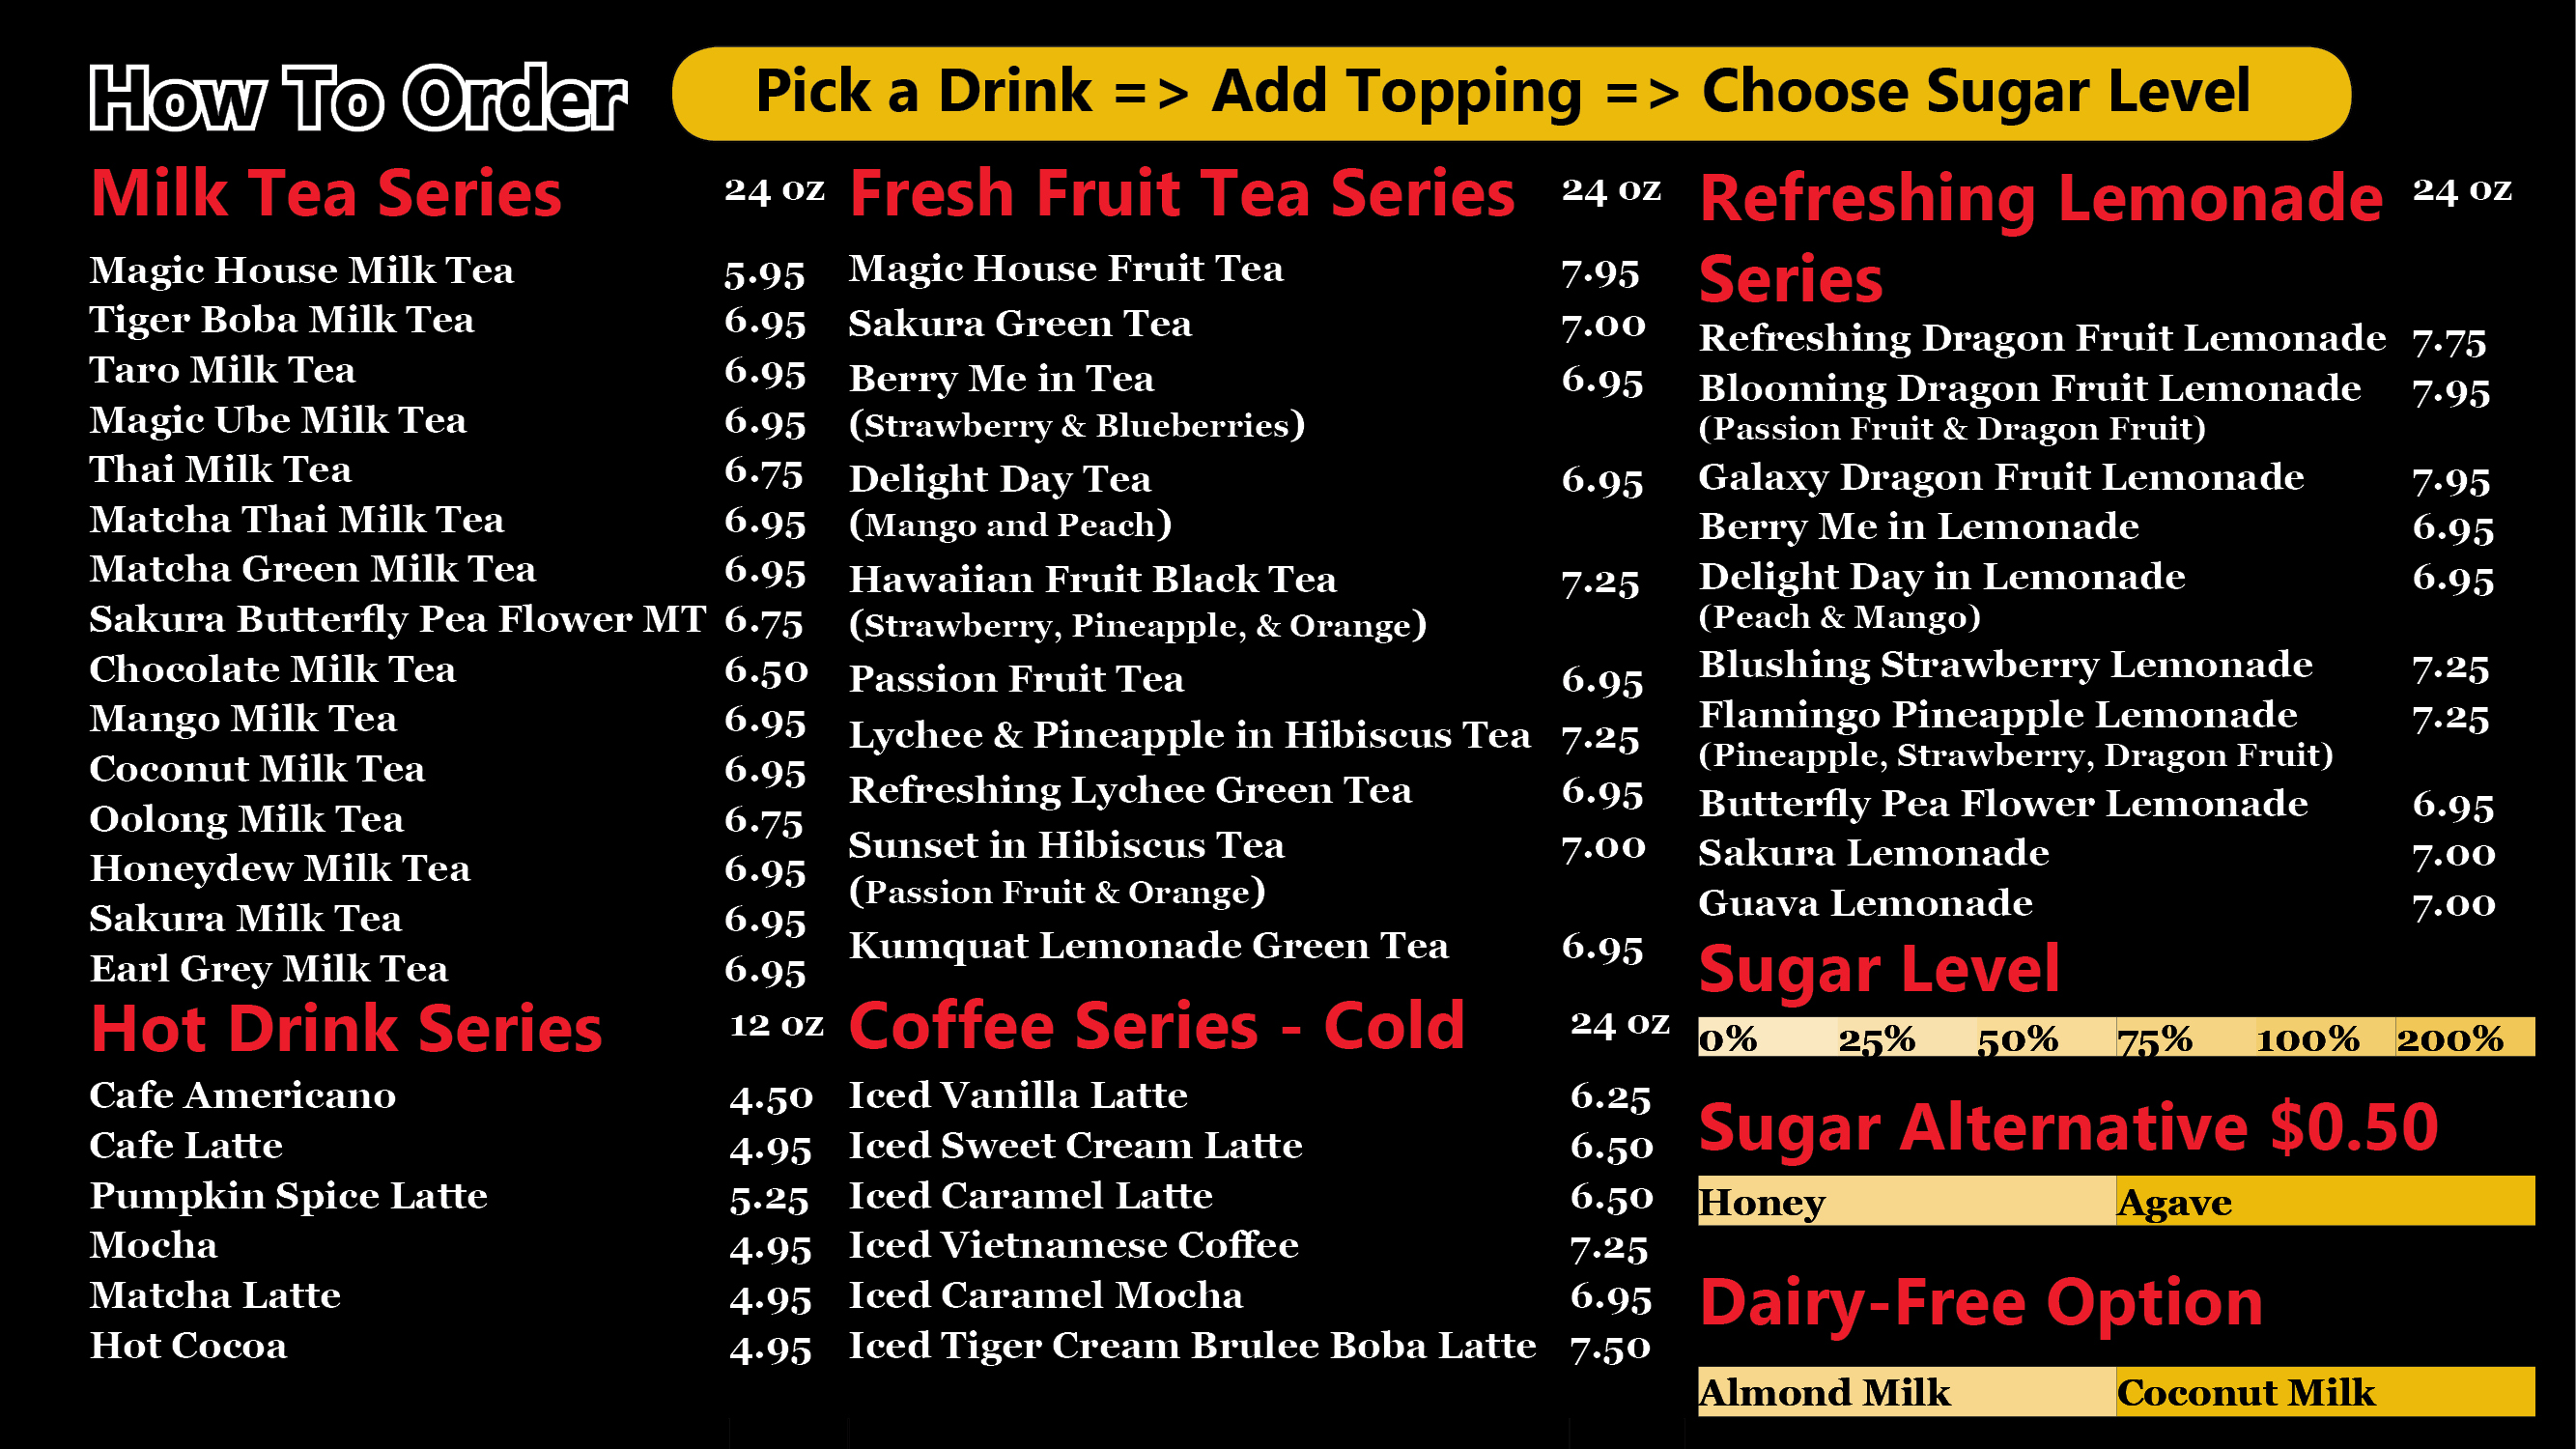 How To Order
Pick a Drink => Add Topping => Choose Sugar Level
Milk Tea Series 24 oz
Magic House Milk Tea 5.95
Tiger Boba Milk Tea 6.95
Taro Milk Tea 6.95
Magic Ube Milk Tea 6.95
Thai Milk Tea 6.75
Matcha Thai Milk Tea 6.95
Matcha Green Milk Tea 6.95
Sakura Butterfly Pea Flower MT 6.75
Chocolate Milk Tea 6.50
Mango Milk Tea 6.95
Coconut Milk Tea 6.95
Oolong Milk Tea 6.75
Honeydew Milk Tea 6.95
Sakura Milk Tea 6.95
Earl Grey Milk Tea 6.95
Hot Drink Series 12 oz
Cafe Americano 4.50
Cafe Latte 4.95
Pumpkin Spice Latte 5.25
Mocha 4.95
Matcha Latte 4.95
Hot Cocoa 4.95
Fresh Fruit Tea Series 24 oz
Magic House Fruit Tea 7.95
Sakura Green Tea 7.00
Berry Me in Tea 6.95
(Strawberry & Blueberries)
Delight Day Tea 6.95
(Mango and Peach)
Hawaiian Fruit Black Tea 7.25
(Strawberry, Pineapple, & Orange)
Passion Fruit Tea 6.95
Lychee & Pineapple in Hibiscus Tea 7.25
Refreshing Lychee Green Tea 6.95
Sunset in Hibiscus Tea 7.00
(Passion Fruit & Orange)
Kumquat Lemonade Green Tea 6.95
Coffee Series - Cold 24 oz
Iced Vanilla Latte 6.25
Iced Sweet Cream Latte 6.50
Iced Caramel Latte 6.50
Iced Vietnamese Coffee 7.25
Iced Caramel Mocha 6.95
Iced Tiger Cream Brulee Boba Latte 7.50
Refreshing Lemonade 24 oz
Series
Refreshing Dragon Fruit Lemonade 7.75
Blooming Dragon Fruit Lemonade 7.95
(Passion Fruit & Dragon Fruit)
Galaxy Dragon Fruit Lemonade 7.95
Berry Me in Lemonade 6.95
Delight Day in Lemonade 6.95
(Peach & Mango)
Blushing Strawberry Lemonade 7.25
Flamingo Pineapple Lemonade 7.25
(Pineapple, Strawberry, Dragon Fruit)
Butterfly Pea Flower Lemonade 6.95
Sakura Lemonade 7.00
Guava Lemonade 7.00
Sugar Level
0% 25% 50% 75% 100% 200%
Sugar Alternative $0.50
Honey Agave
Dairy-Free Option
Almond Milk Coconut Milk